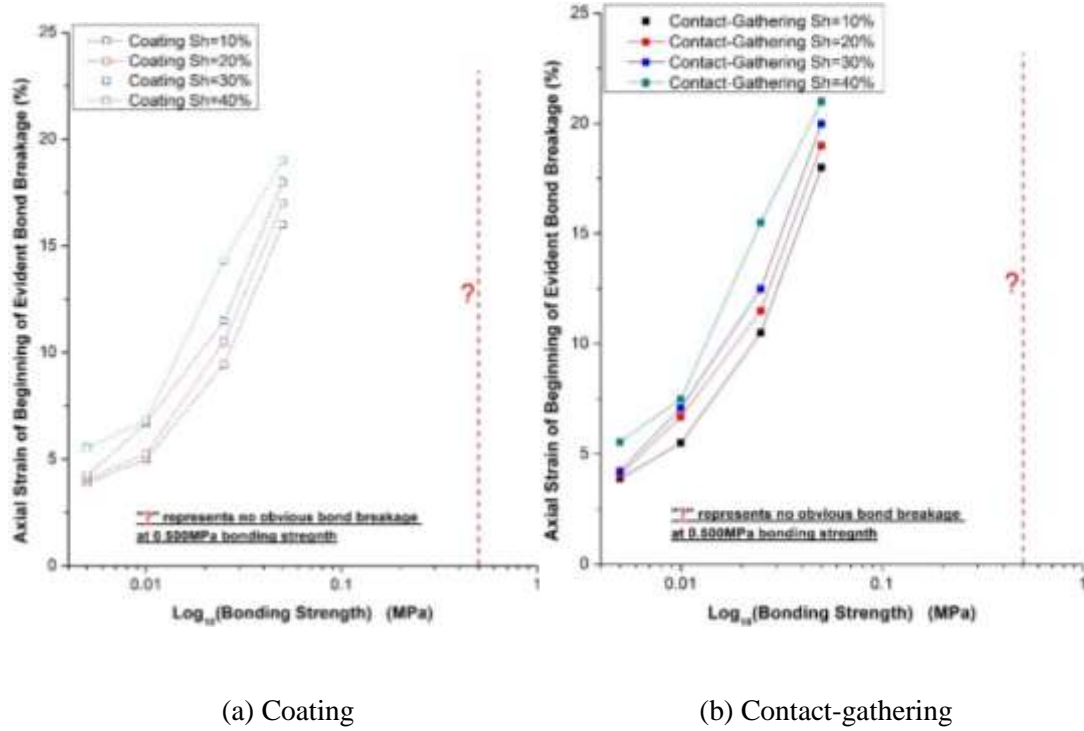 Axial Strain of Beginning of Evident Bond Breakage (%)
25
20
15
10
5
0
Coating Sh=10%
Coating Sh=20%
Coating Sh=30%
Coating Sh=40%
?
"?" represents no obvious bond breakage
at 0.500MPa bonding stregnth
0.01
0.1
1
Log₁₀(Bonding Strength) (MPa)
(a) Coating
Axial Strain of Beginning of Evident Bond Breakage (%)
25
20
15
10
5
0
Contact-Gathering Sh=10%
Contact-Gathering Sh=20%
Contact-Gathering Sh=30%
Contact-Gathering Sh=40%
?
"?" represents no obvious bond breakage
at 0.500MPa bonding stregnth
0.01
0.1
1
Log₁₀(Bonding Strength) (MPa)
(b) Contact-gathering